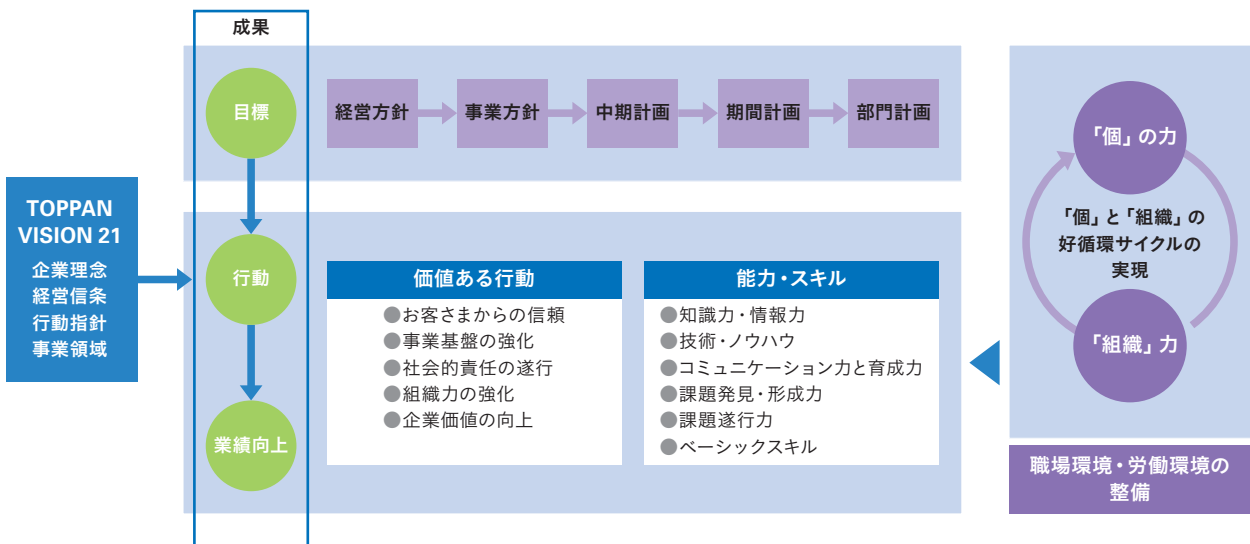 成果
目標
経営方針
事業方針
中期計画
期間計画
部門計画
TOPPAN
VISION 21
企業理念
経営信条
行動指針
事業領域
行動
価値ある行動
●お客さまからの信頼
●事業基盤の強化
●社会的責任の遂行
●組織力の強化
●企業価値の向上
能力・スキル
●知識力・情報力
●技術・ノウハウ
●コミュニケーション力と育成力
●課題発見・形成力
●課題遂行力
●ベーシックスキル
業績向上
「個」の力
「個」と「組織」の
好循環サイクルの
実現
「組織」力
職場環境・労働環境の
整備